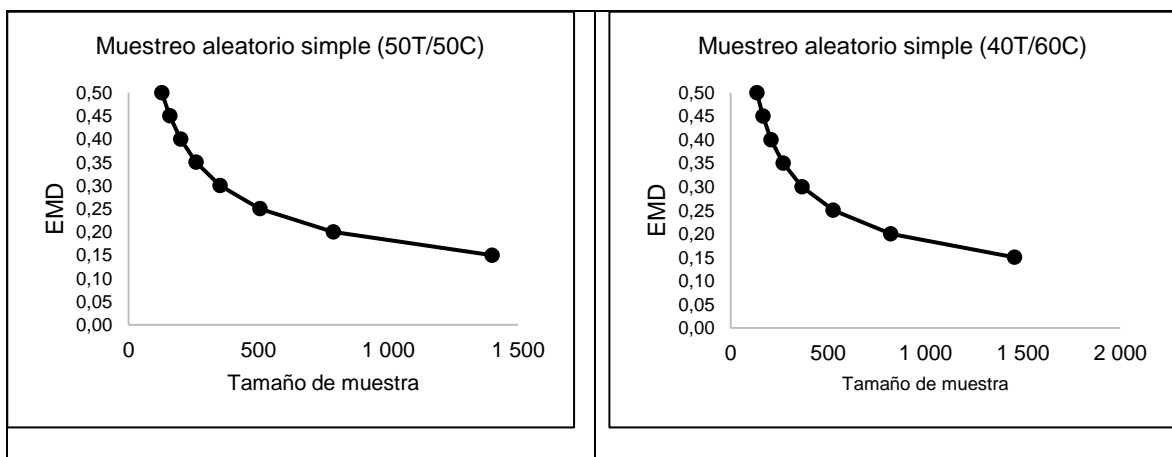 Muestreo aleatorio simple (50T/50C)
0,50
0,45
0,40
0,35
0,30
0,25
0,20
0,15
0,10
0,05
0,00
EMD
0 500 1 000 1 500
Tamaño de muestra
Muestreo aleatorio simple (40T/60C)
0,50
0,45
0,40
0,35
0,30
0,25
0,20
0,15
0,10
0,05
0,00
EMD
0 500 1 000 1 500 2 000
Tamaño de muestra